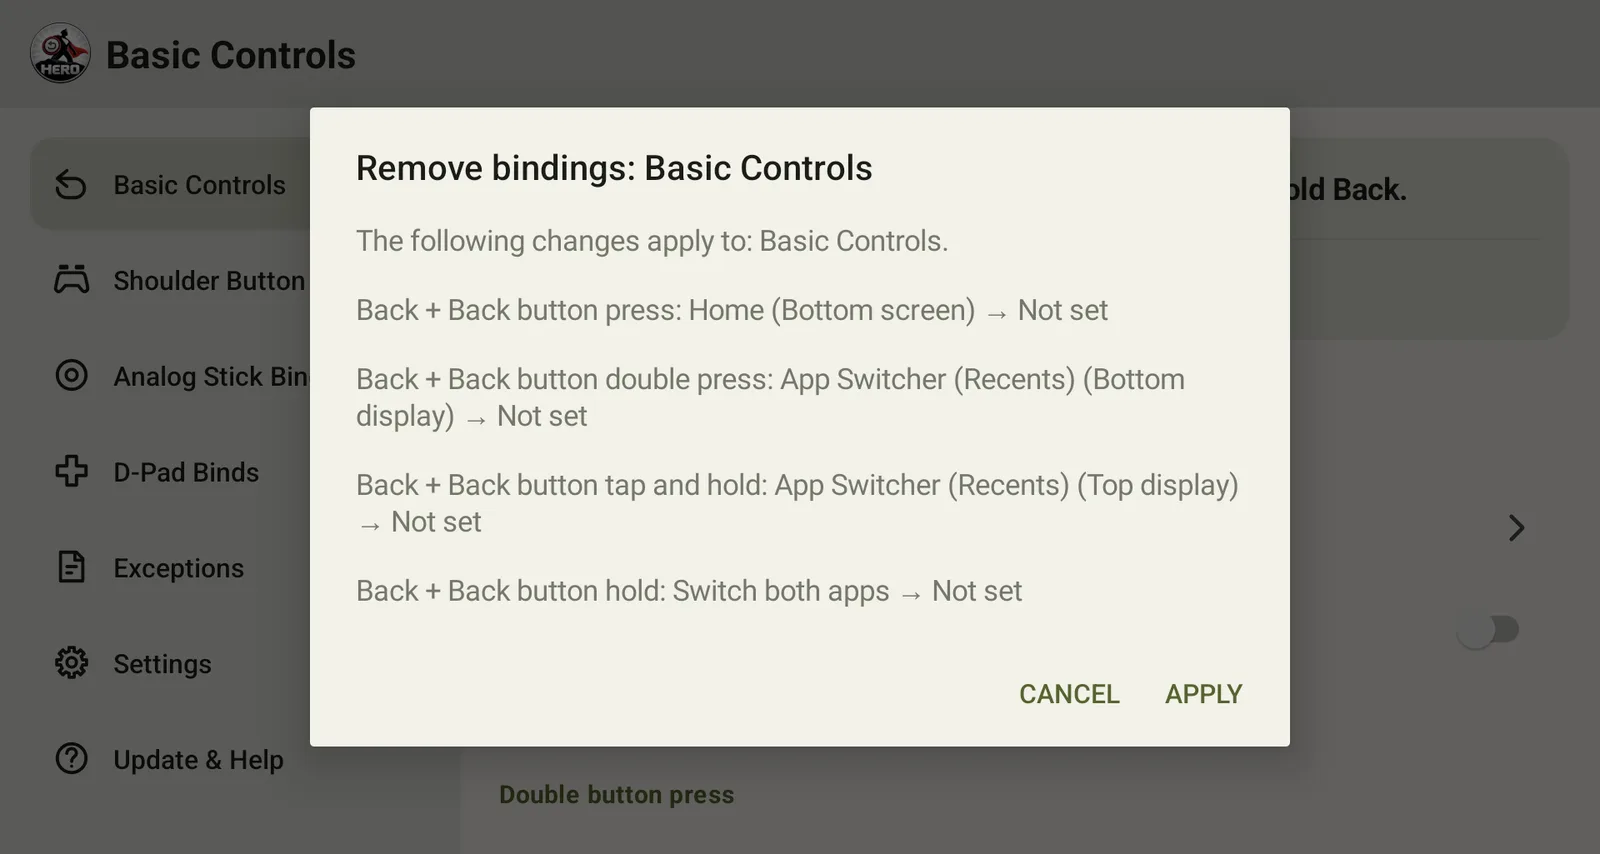 HERO
Basic Controls
Basic Controls
Shoulder Button
Analog Stick Bin
D-Pad Binds
Exceptions
Settings
Update & Help
Remove bindings: Basic Controls
The following changes apply to: Basic Controls.
Back + Back button press: Home (Bottom screen) → Not set
Back + Back button double press: App Switcher (Recents) (Bottom
display) → Not set
Back + Back button tap and hold: App Switcher (Recents) (Top display)
→ Not set
Back + Back button hold: Switch both apps → Not set
CANCEL APPLY
old Back.
Double button press